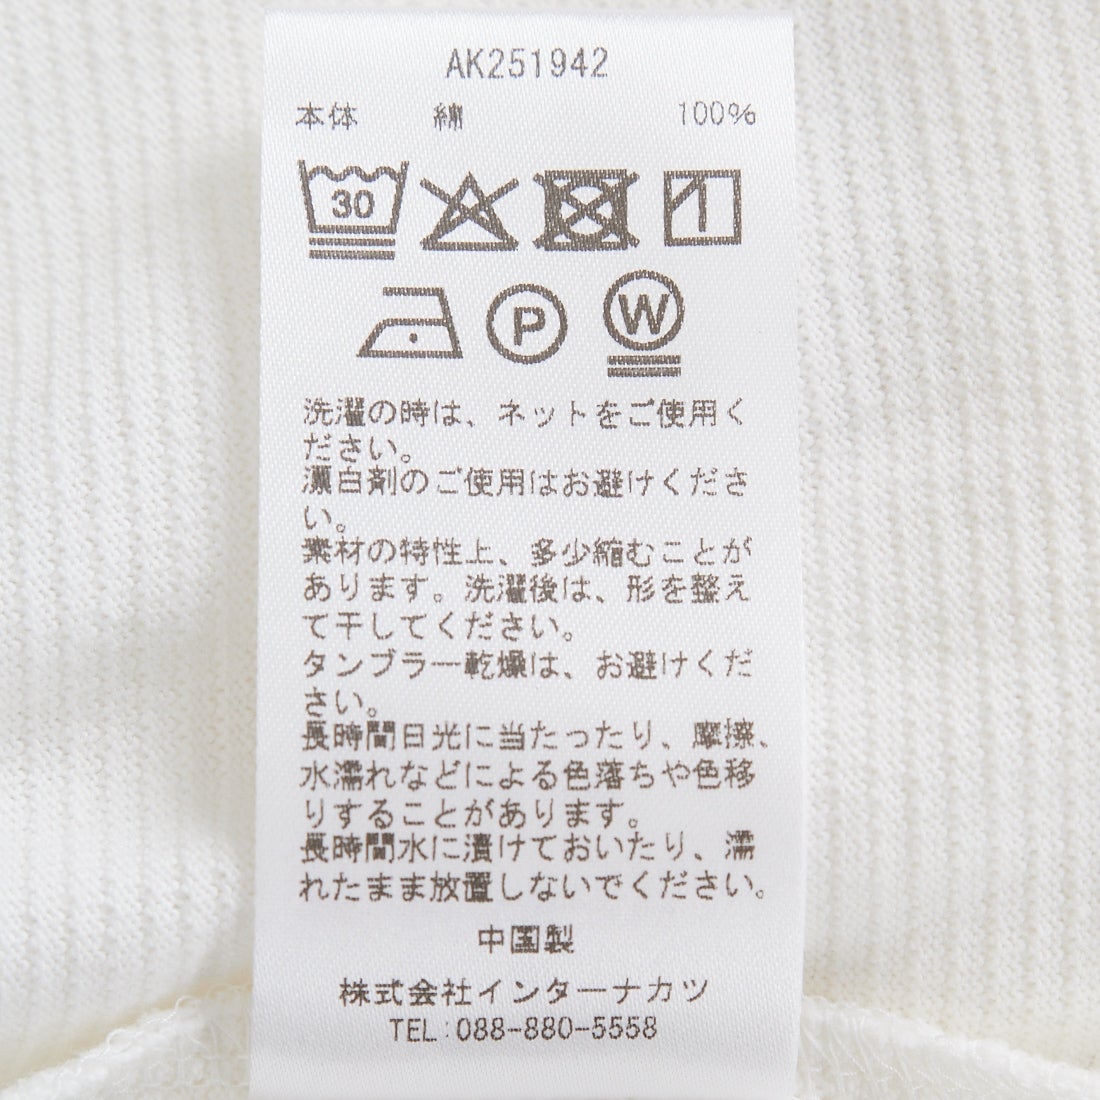 AK251942
本体 綿 100%
30
P
W
洗濯の時は、ネットをご使用く
ださい。
漂白剤のご使用はお避けくださ
い。
素材の特性上、多少縮むことが
あります。洗濯後は、形を整え
て干してください。
タンブラー乾燥は、お避けくだ
さい。
長時間日光に当たったり、摩擦、
水濡れなどによる色落ちや色移
りすることがあります。
長時間水に漬けておいたり、濡
れたまま放置しないでください。
中国製
株式会社インターナカツ
TEL:088-880-5558